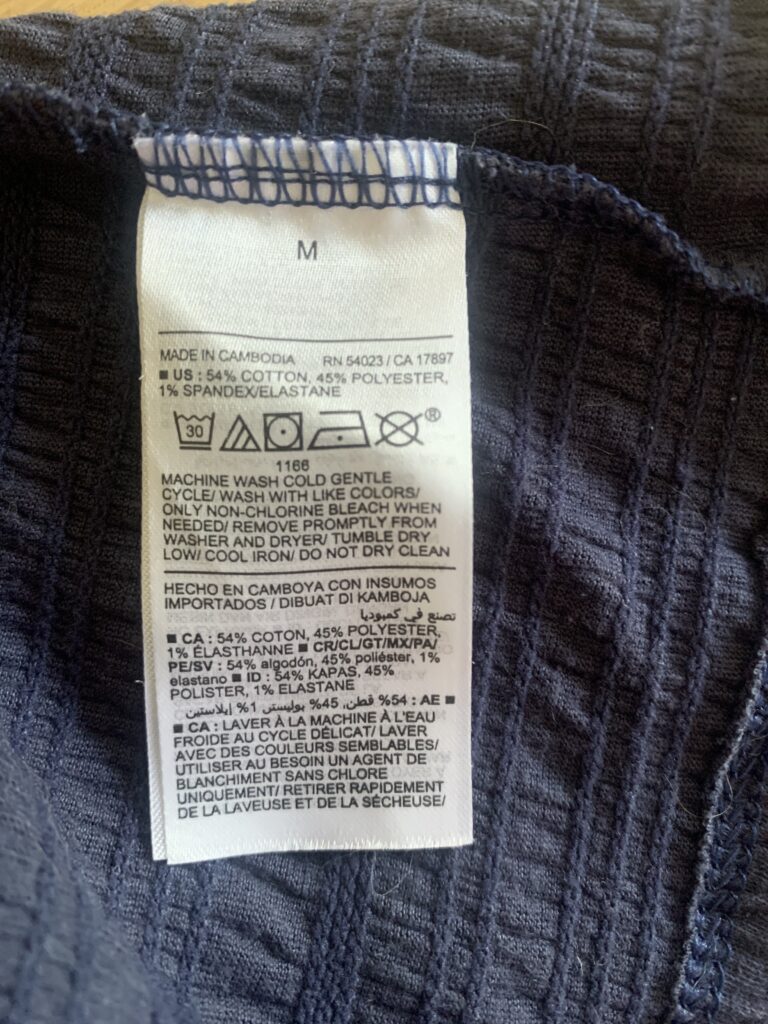 M
MADE IN CAMBODIA RN 54023 / CA 17897
■ US : 54% COTTON, 45% POLYESTER,
1% SPANDEX/ELASTANE
30 ®
1166
MACHINE WASH COLD GENTLE
CYCLE/ WASH WITH LIKE COLORS/
ONLY NON-CHLORINE BLEACH WHEN
NEEDED/ REMOVE PROMPTLY FROM
WASHER AND DRYER/ TUMBLE DRY
LOW/ COOL IRON/ DO NOT DRY CLEAN
HECHO EN CAMBOYA CON INSUMOS
IMPORTADOS / DIBUAT DI KAMBOJA
تصنع في كمبوديا
■ CA : 54% COTON, 45% POLYESTER,
1% ÉLASTHANNE ■ CR/CL/GT/MX/PA/
PE/SV : 54% algodón, 45% poliéster, 1%
elastano ■ ID : 54% KAPAS, 45%
POLISTER, 1% ELASTANE
■ AE : 54% قطن, 45% بوليستر, 1% إيلاستين
■ CA : LAVER À LA MACHINE À L'EAU
FROIDE AU CYCLE DÉLICAT/ LAVER
AVEC DES COULEURS SEMBLABLES/
UTILISER AU BESOIN UN AGENT DE
BLANCHIMENT SANS CHLORE
UNIQUEMENT/ RETIRER RAPIDEMENT
DE LA LAVEUSE ET DE LA SÉCHEUSE/